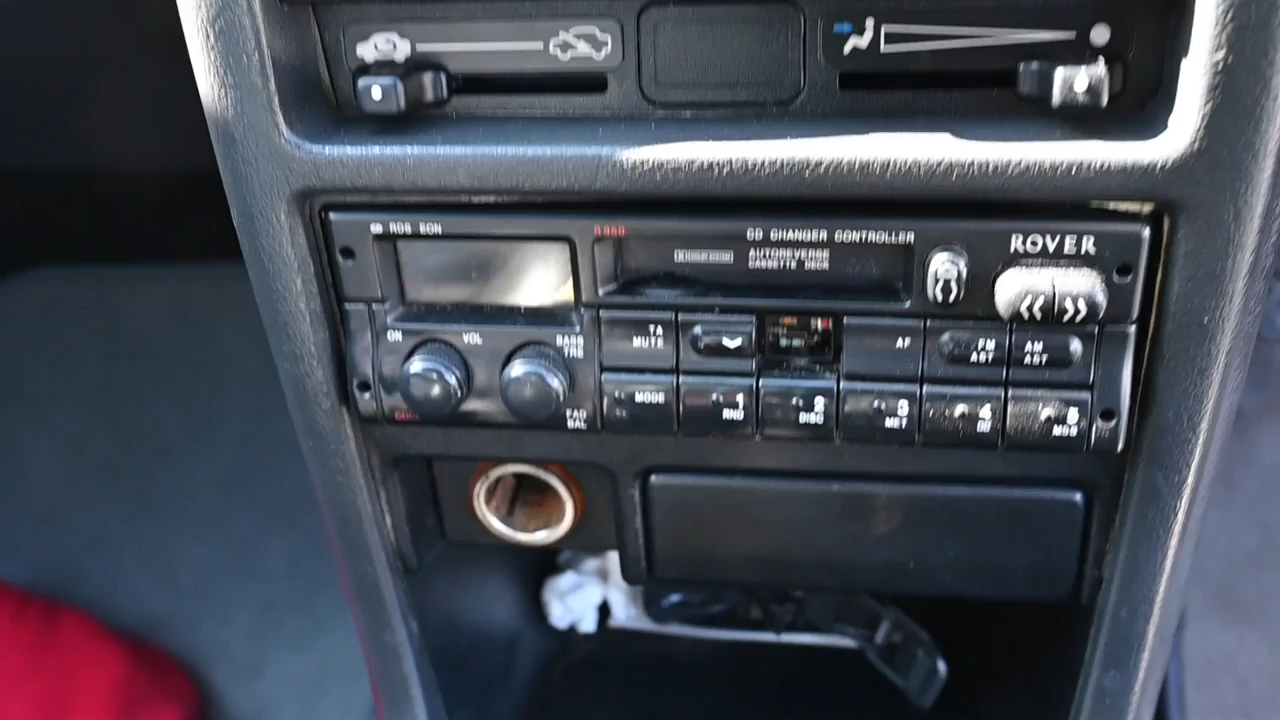 RDS EON
CD CHANGER CONTROLLER
AUTOREVERSE
CASSETTE DECK
ROVER
ON
VOL
BASS
TRE
FAD
BAL
TA
MUTE
AF
FM
AST
AM
AST
MODE
1
RND
2
DISC
3
MET
4
DD
5